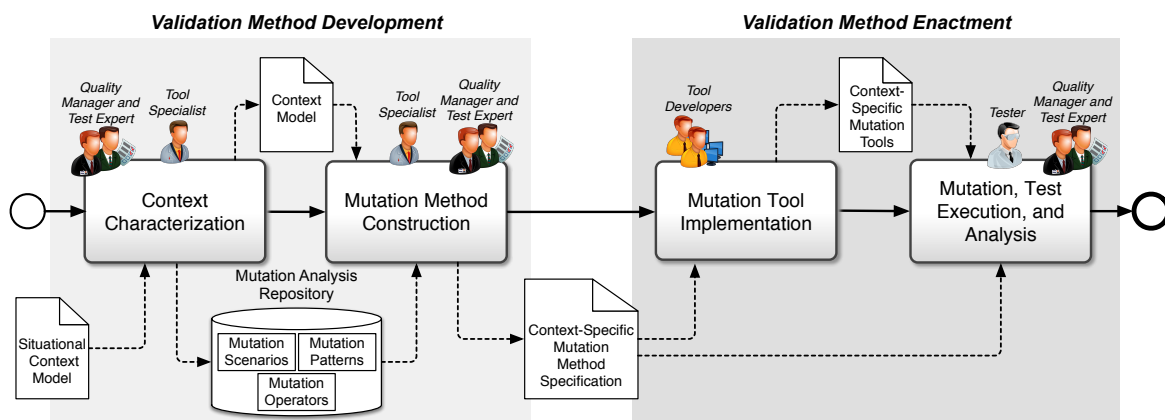 Validation Method Development
Validation Method Enactment
Quality
Manager and
Test Expert
Tool
Specialist
Context
Model
Tool
Specialist
Quality
Manager and
Test Expert
Tool
Developers
Context-
Specific
Mutation
Tools
Tester
Quality
Manager and
Test Expert
Context
Characterization
Mutation Method
Construction
Mutation Tool
Implementation
Mutation, Test
Execution, and
Analysis
Situational
Context
Model
Mutation Analysis
Repository
Mutation
Scenarios
Mutation
Patterns
Mutation
Operators
Context-Specific
Mutation
Method
Specification